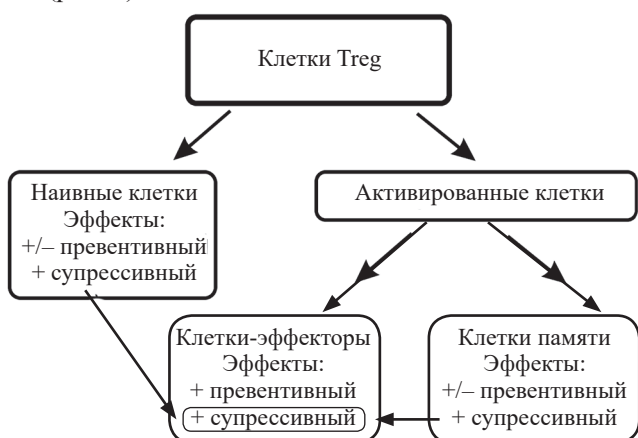 Клетки Treg
Наивные клетки
Эффекты:
+/– превентивный
+ супрессивный
Активированные клетки
Клетки-эффекторы
Эффекты:
+ превентивный
+ супрессивный
Клетки памяти
Эффекты:
+/– превентивный
+ супрессивный